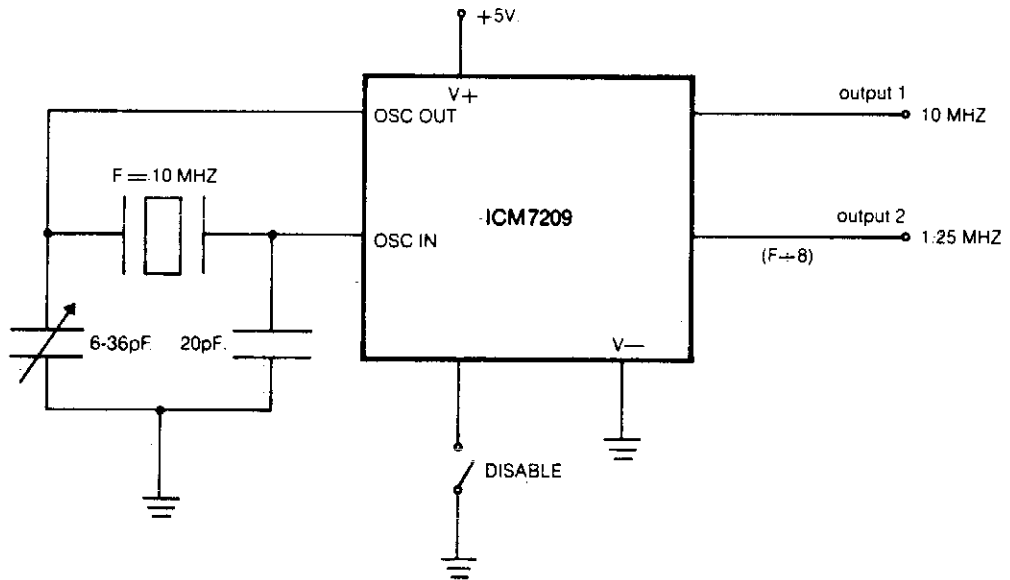 +5V.
V+
output 1
OSC OUT
10 MHZ
F = 10 MHZ
ICM7209
output 2
OSC IN
1.25 MHZ
(F÷8)
6-36pF.
20pF.
V—
DISABLE